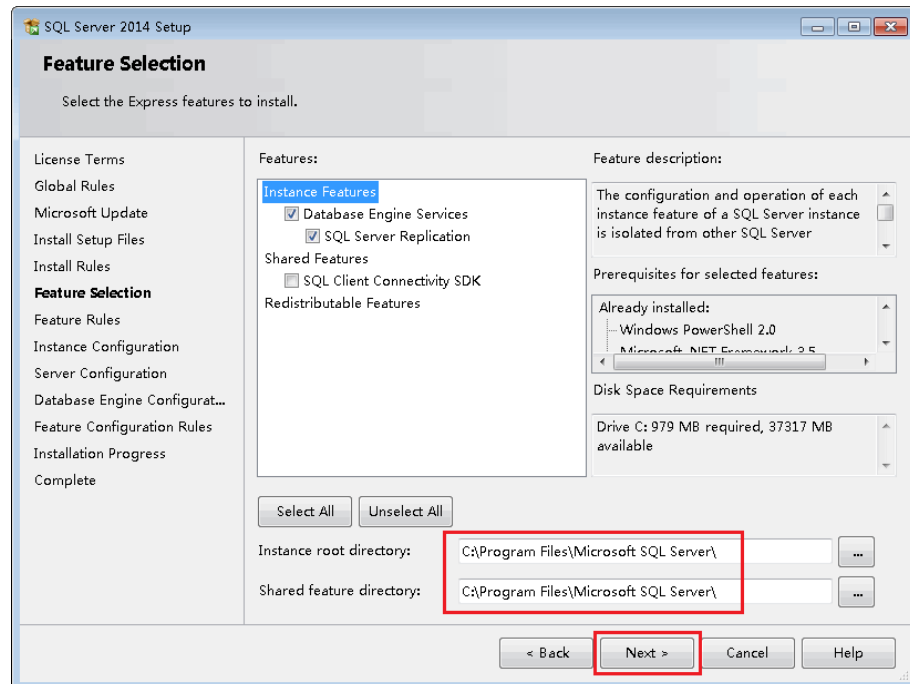 SQL Server 2014 Setup
Feature Selection
Select the Express features to install.
License Terms
Global Rules
Microsoft Update
Install Setup Files
Install Rules
Feature Selection
Feature Rules
Instance Configuration
Server Configuration
Database Engine Configurat...
Feature Configuration Rules
Installation Progress
Complete
Features:
Instance Features
Database Engine Services
SQL Server Replication
Shared Features
SQL Client Connectivity SDK
Redistributable Features
Feature description:
The configuration and operation of each
instance feature of a SQL Server instance
is isolated from other SQL Server
Prerequisites for selected features:
Already installed:
Windows PowerShell 2.0
Microsoft .NET Framework 3.5
Disk Space Requirements
Drive C: 979 MB required, 37317 MB
available
Select All
Unselect All
Instance root directory:
C:\Program Files\Microsoft SQL Server\
...
Shared feature directory:
C:\Program Files\Microsoft SQL Server\
...
< Back
Next >
Cancel
Help